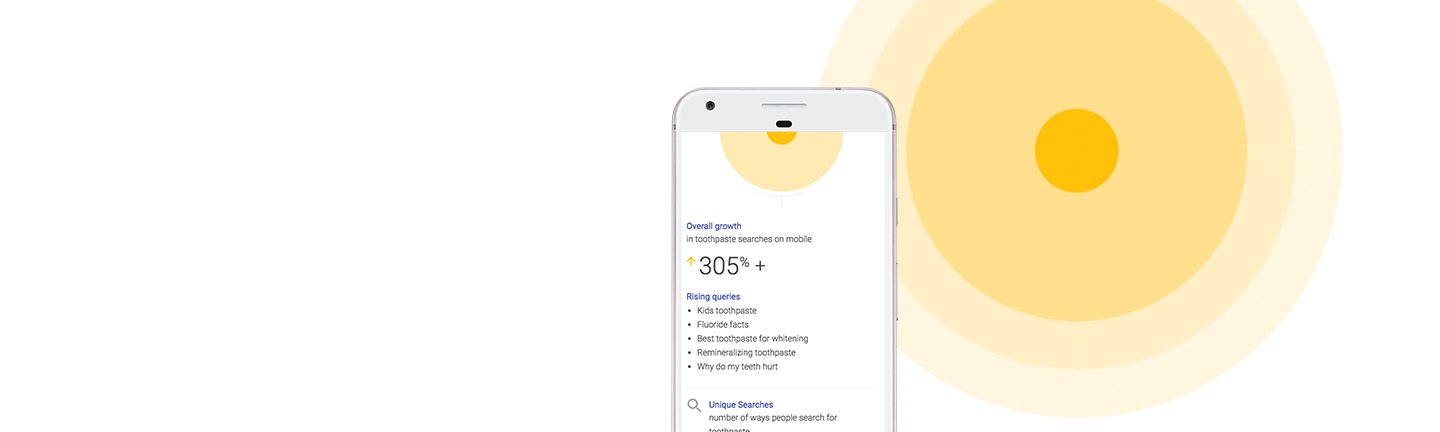 Overall growth
in toothpaste searches on mobile
305% +
Rising queries
• Kids toothpaste
• Fluoride facts
• Best toothpaste for whitening
• Remineralizing toothpaste
• Why do my teeth hurt
Unique Searches
number of ways people search for
toothpaste